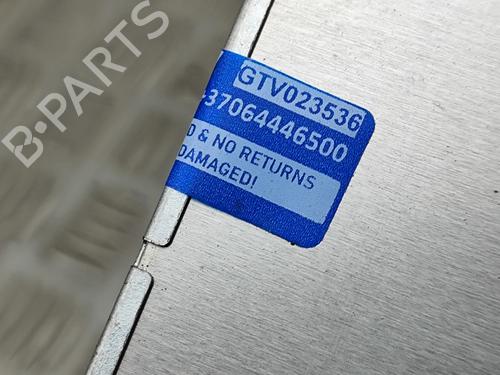 B-PARTS
GTV023536
-37064446500
& NO RETURNS
DAMAGED!